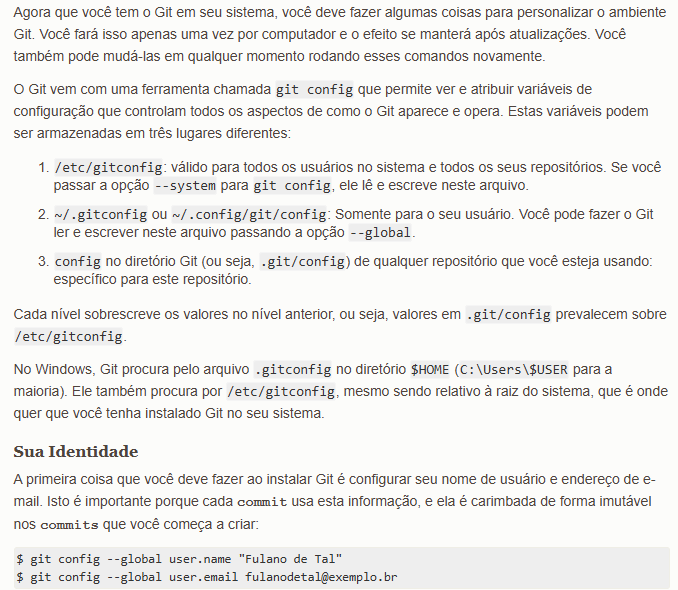 Agora que você tem o Git em seu sistema, você deve fazer algumas coisas para personalizar o ambiente
Git. Você fará isso apenas uma vez por computador e o efeito se manterá após atualizações. Você
também pode mudá-las em qualquer momento rodando esses comandos novamente.
O Git vem com uma ferramenta chamada git config que permite ver e atribuir variáveis de
configuração que controlam todos os aspectos de como o Git aparece e opera. Estas variáveis podem
ser armazenadas em três lugares diferentes:
1. /etc/gitconfig: válido para todos os usuários no sistema e todos os seus repositórios. Se você
passar a opção --system para git config, ele lê e escreve neste arquivo.
2. ~/.gitconfig ou ~/.config/git/config: Somente para o seu usuário. Você pode fazer o Git
ler e escrever neste arquivo passando a opção --global.
3. config no diretório Git (ou seja, .git/config) de qualquer repositório que você esteja usando:
específico para este repositório.
Cada nível sobrescreve os valores no nível anterior, ou seja, valores em .git/config prevalecem sobre
/etc/gitconfig.
No Windows, Git procura pelo arquivo .gitconfig no diretório $HOME (C:\Users\$USER para a
maioria). Ele também procura por /etc/gitconfig, mesmo sendo relativo à raiz do sistema, que é onde
quer que você tenha instalado Git no seu sistema.
Sua Identidade
A primeira coisa que você deve fazer ao instalar Git é configurar seu nome de usuário e endereço de e-
mail. Isto é importante porque cada commit usa esta informação, e ela é carimbada de forma imutável
nos commits que você começa a criar:
$ git config --global user.name "Fulano de Tal"
$ git config --global user.email fulanodetal@exemplo.br